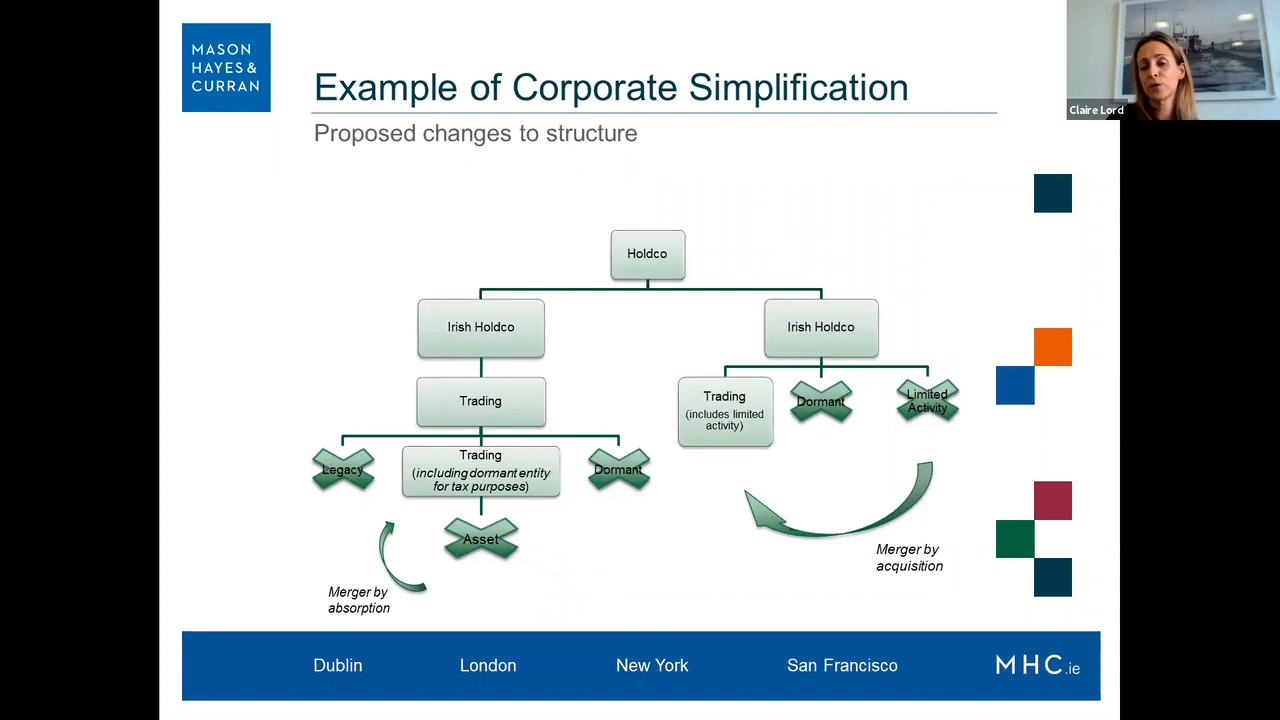 MASON
HAYES &
CURRAN
Example of Corporate Simplification
Proposed changes to structure
Claire Lord
Holdco
Irish Holdco
Irish Holdco
Trading
Trading
(includes limited
activity)
Dormant
Limited
Activity
Legacy
Trading
(including dormant entity
for tax purposes)
Dormant
Asset
Merger by
absorption
Merger by
acquisition
Dublin
London
New York
San Francisco
MHC.ie